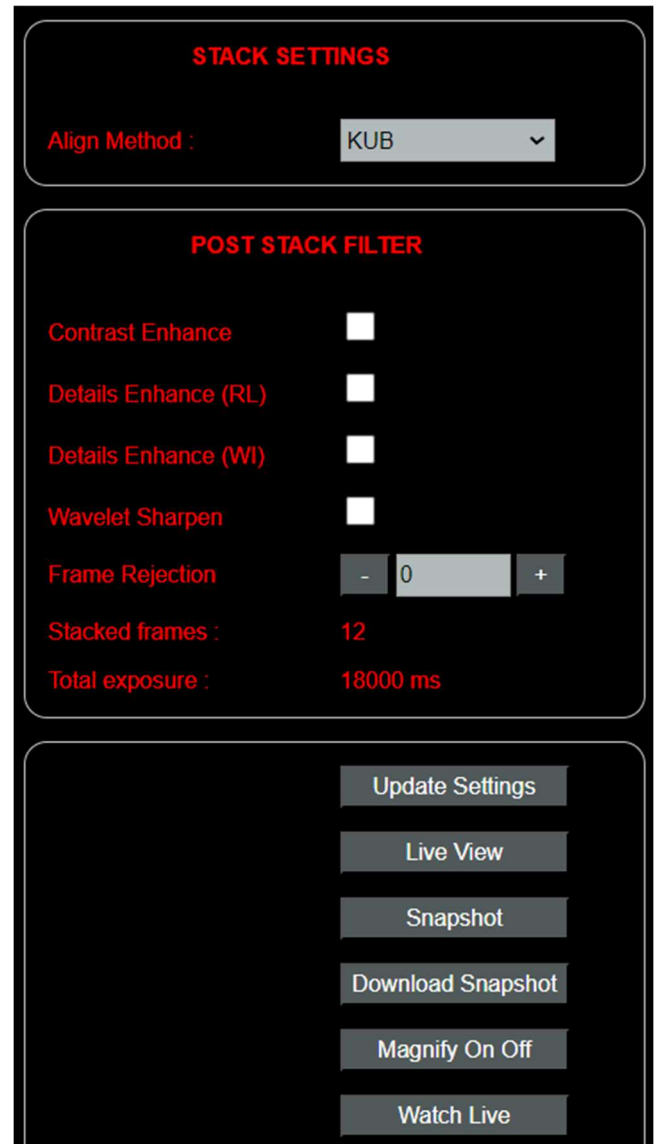 STACK SETTINGS
Align Method : KUB
POST STACK FILTER
Contrast Enhance
Details Enhance (RL)
Details Enhance (WI)
Wavelet Sharpen
Frame Rejection - 0 +
Stacked frames : 12
Total exposure : 18000 ms
Update Settings
Live View
Snapshot
Download Snapshot
Magnify On Off
Watch Live